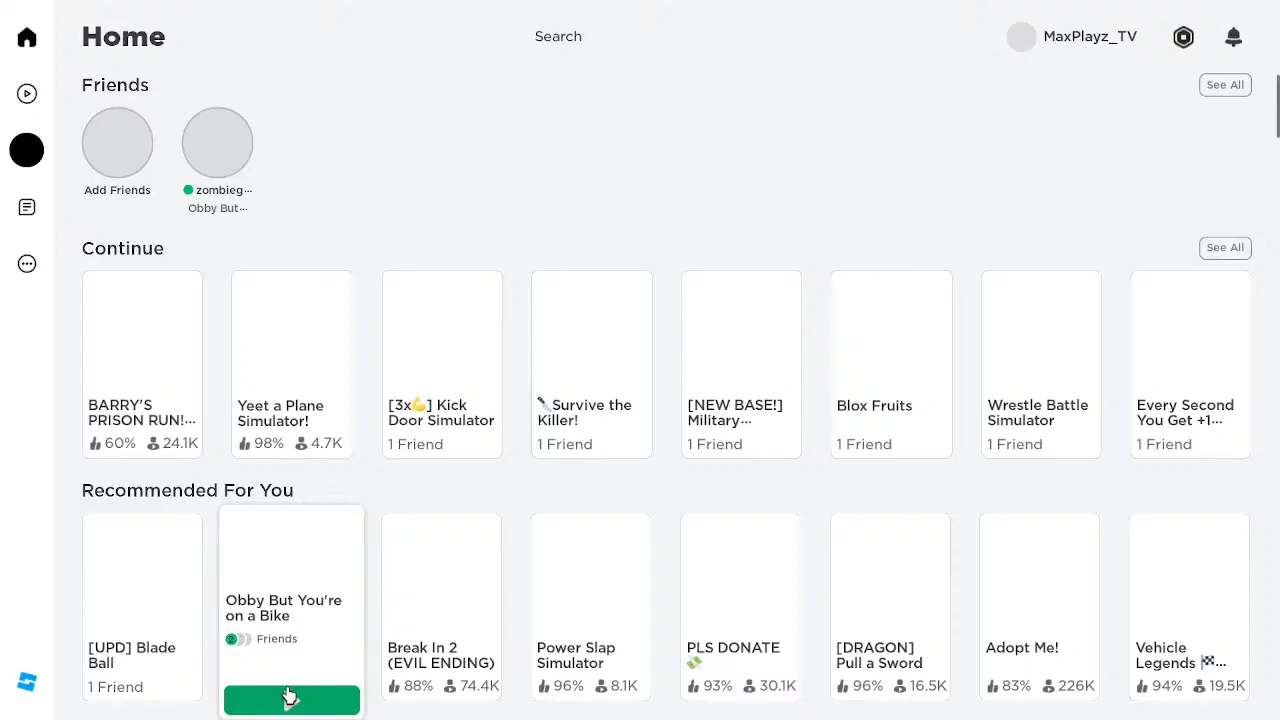 Home
Search
MaxPlayz_TV
Friends
See All
Add Friends
zombieg...
Obby But...
Continue
See All
BARRY'S
PRISON RUN!...
60% 24.1K
Yeet a Plane
Simulator!
98% 4.7K
[3x💪] Kick
Door Simulator
1 Friend
🔪Survive the
Killer!
1 Friend
[NEW BASE!]
Military...
1 Friend
Blox Fruits
1 Friend
Wrestle Battle
Simulator
1 Friend
Every Second
You Get +1...
1 Friend
Recommended For You
[UPD] Blade
Ball
1 Friend
Obby But You're
on a Bike
2 Friends
Break In 2
(EVIL ENDING)
88% 74.4K
Power Slap
Simulator
96% 8.1K
PLS DONATE
💸
93% 30.1K
[DRAGON]
Pull a Sword
96% 16.5K
Adopt Me!
83% 226K
Vehicle
Legends 🏁...
94% 19.5K